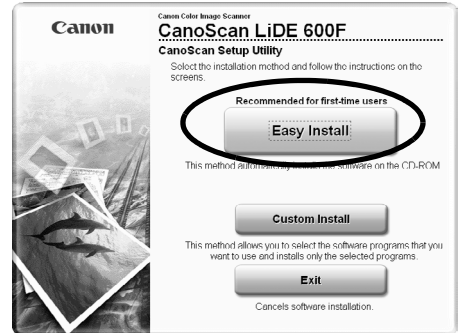 Canon
Canon Color Image Scanner
CanoScan LiDE 600F
CanoScan Setup Utility
Select the installation method and follow the instructions on the
screens.
Recommended for first-time users
Easy Install
This method automatically the software on the CD-ROM
Custom Install
This method allows you to select the software programs that you
want to use and installs only the selected programs.
Exit
Cancels software installation.